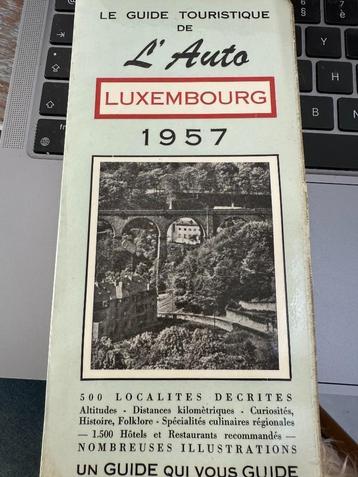 LE GUIDE TOURISTIQUE
DE
L'Auto
LUXEMBOURG
1957
500 LOCALITES DECRITES
Altitudes - Distances kilomètriques - Curiosités,
Histoire, Folklore - Spécialités culinaires régionales
— 1.500 Hôtels et Restaurants recommandés —
NOMBREUSES ILLUSTRATIONS
UN GUIDE QUI VOUS GUIDE